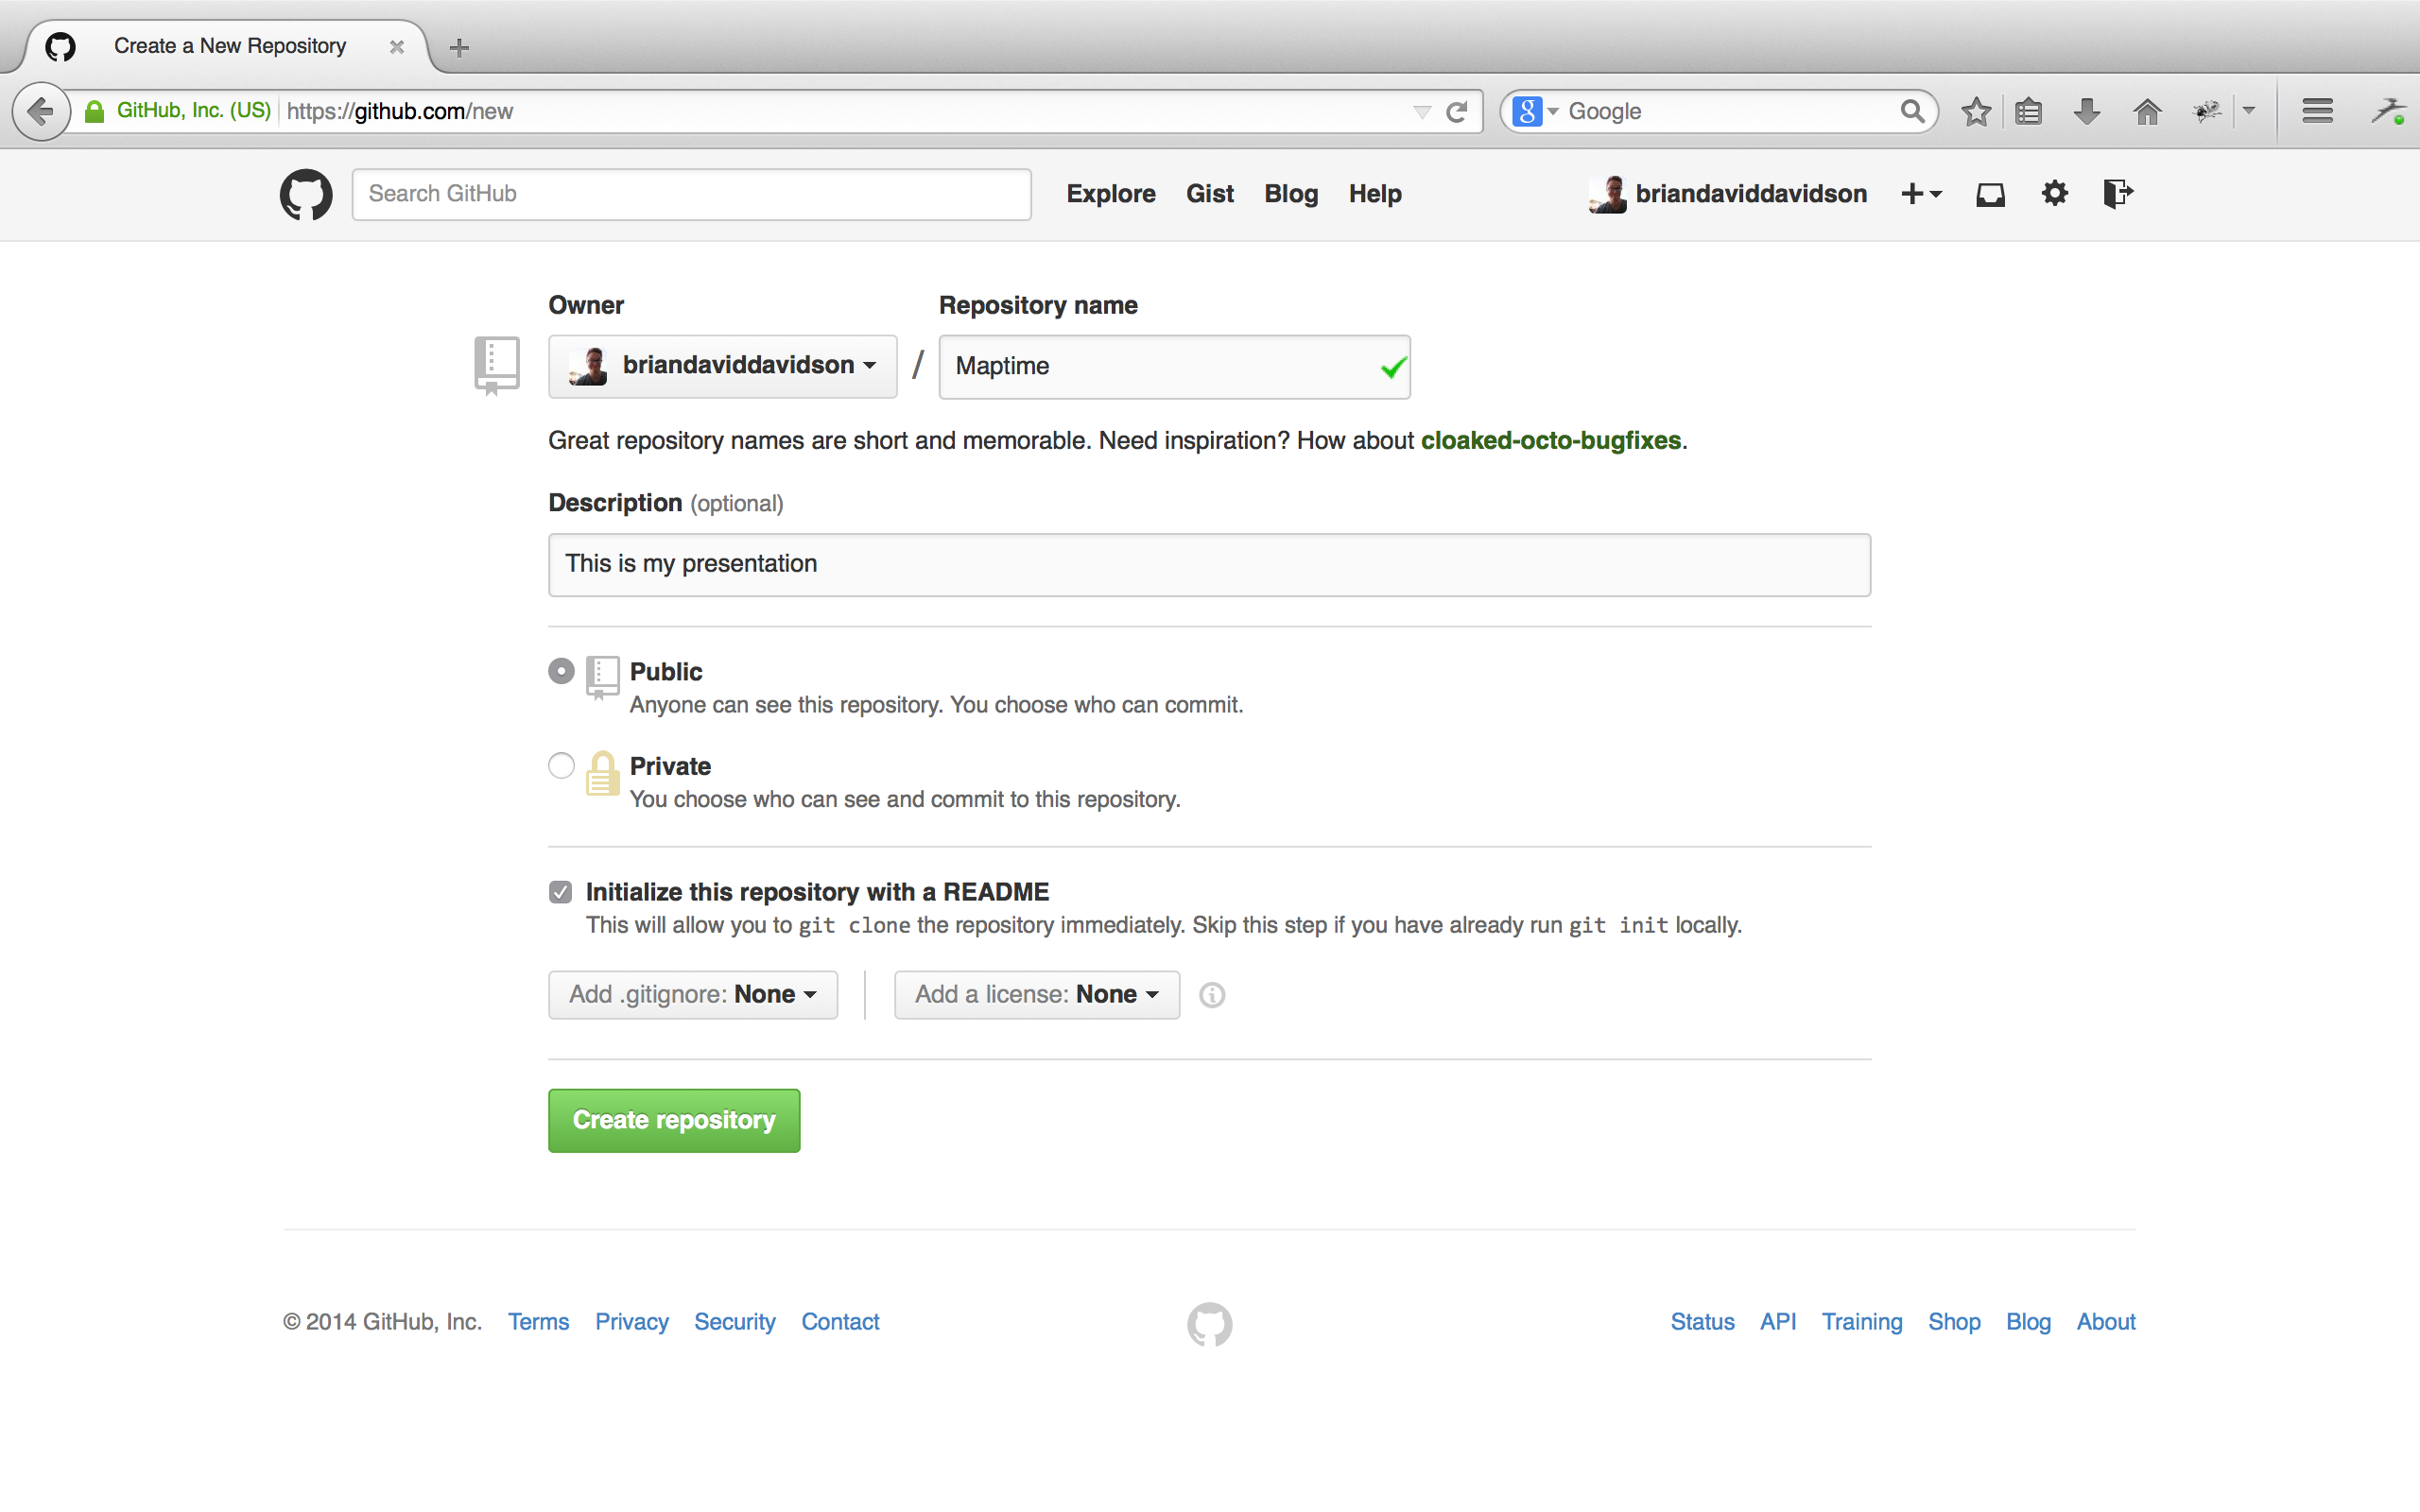 Create a New Repository
GitHub, Inc. (US) https://github.com/new
Google
Search GitHub Explore Gist Blog Help briandaviddavidson
Owner Repository name
briandaviddavidson / Maptime
Great repository names are short and memorable. Need inspiration? How about cloaked-octo-bugfixes.
Description (optional)
This is my presentation
Public
Anyone can see this repository. You choose who can commit.
Private
You choose who can see and commit to this repository.
Initialize this repository with a README
This will allow you to git clone the repository immediately. Skip this step if you have already run git init locally.
Add .gitignore: None Add a license: None
Create repository
© 2014 GitHub, Inc. Terms Privacy Security Contact Status API Training Shop Blog About